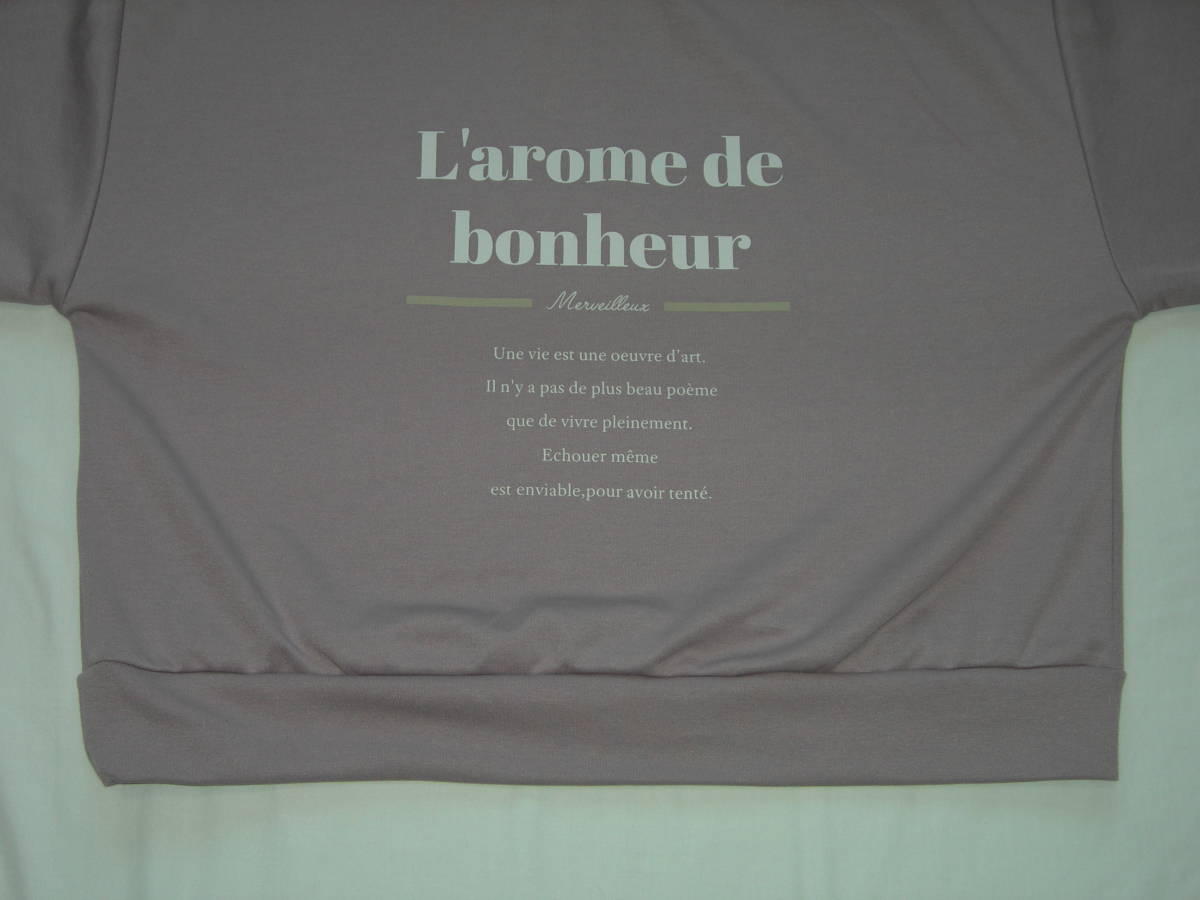 L'arome de
bonheur
Merveilleux
Une vie est une oeuvre d'art.
Il n'y a pas de plus beau poème
que de vivre pleinement.
Echouer même
est enviable,pour avoir tenté.